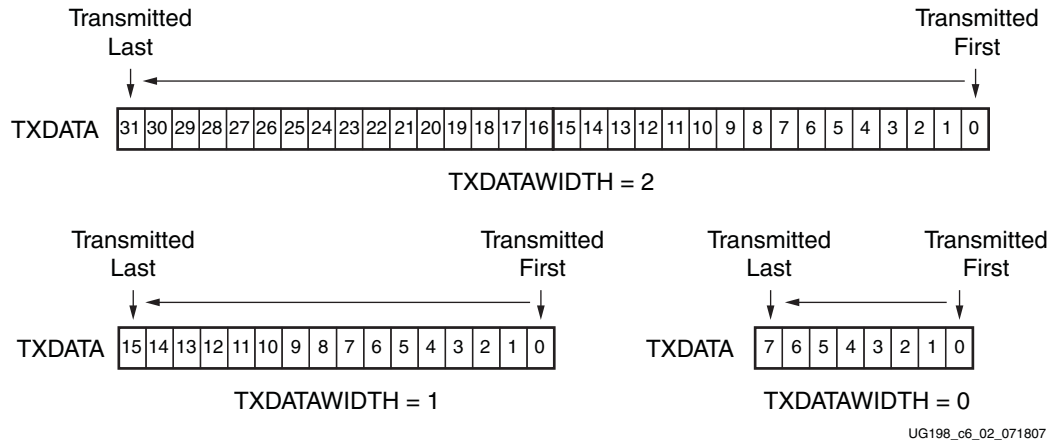 Transmitted Last
Transmitted First
TXDATA 31 30 29 28 27 26 25 24 23 22 21 20 19 18 17 16 15 14 13 12 11 10 9 8 7 6 5 4 3 2 1 0
TXDATAWIDTH = 2
Transmitted Last
Transmitted First
TXDATA 15 14 13 12 11 10 9 8 7 6 5 4 3 2 1 0
TXDATAWIDTH = 1
Transmitted Last
Transmitted First
TXDATA 7 6 5 4 3 2 1 0
TXDATAWIDTH = 0
UG198_c6_02_071807